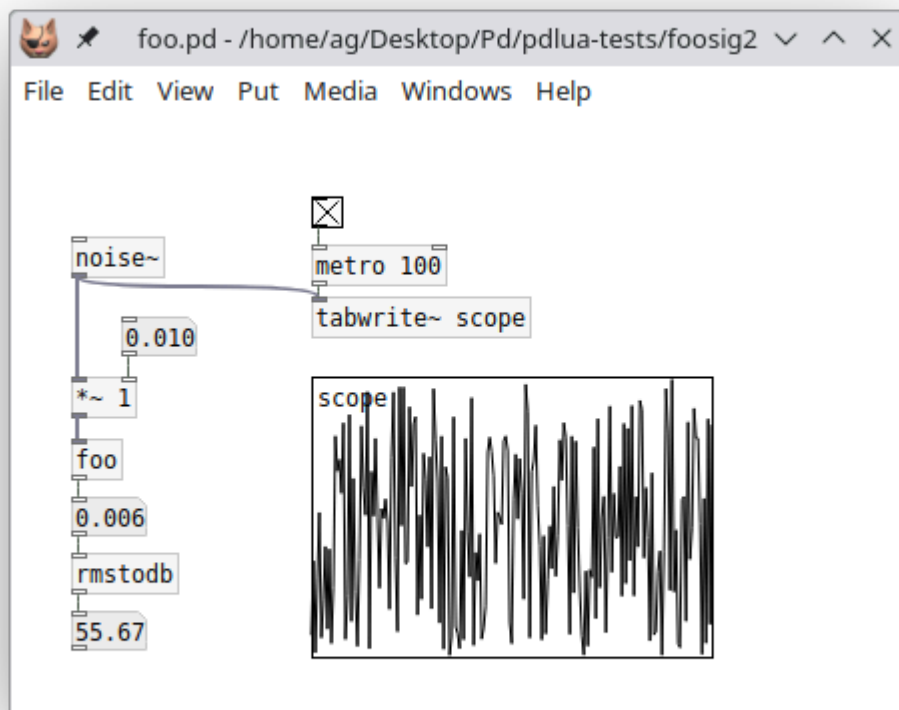 foo.pd - /home/ag/Desktop/Pd/pdlua-tests/foosig2
File Edit View Put Media Windows Help
noise~
metro 100
tabwrite~ scope
0.010
*~ 1
scope
foo
0.006
rmstodb
55.67